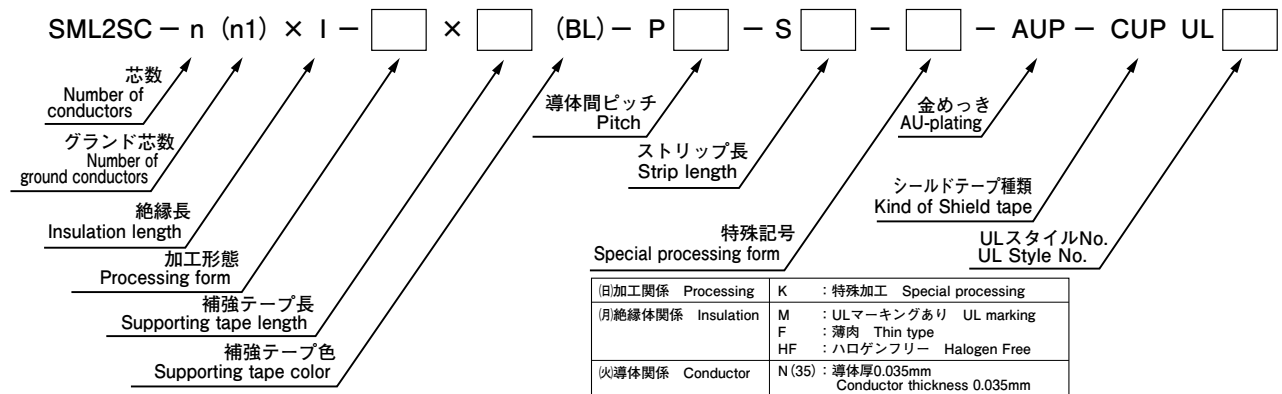 SML2SC － n (n1) × I － × (BL) － P － S － － AUP － CUP UL
芯数
Number of
conductors
グランド芯数
Number of
ground conductors
絶縁長
Insulation length
加工形態
Processing form
補強テープ長
Supporting tape length
補強テープ色
Supporting tape color
導体間ピッチ
Pitch
ストリップ長
Strip length
特殊記号
Special processing form
金めっき
AU-plating
シールドテープ種類
Kind of Shield tape
ULスタイルNo.
UL Style No.
㈰加工関係 Processing K ：特殊加工 Special processing
㈪絶縁体関係 Insulation M ：ULマーキングあり UL marking
F ：薄肉 Thin type
HF ：ハロゲンフリー Halogen Free
㈫導体関係 Conductor N (35)：導体厚0.035mm
Conductor thickness 0.035mm